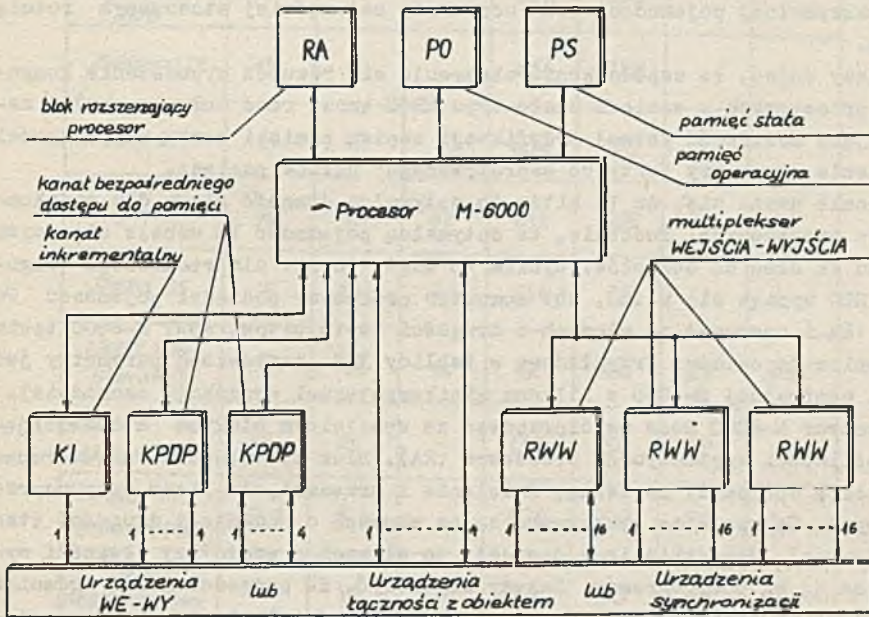 RA PO PS
blok rozszerzający
procesor
pamięć stała
pamięć
operacyjna
kanał bezpośredniego
dostępu do pamięci
kanał
inkrementalny
Procesor M-6000
multiplekser
WEJŚCIA-WYJŚCIA
KI KPDP KPDP RWW RWW RWW
1 1 4 1 4 1 4 1 16 1 16 1 16
Urządzenia
WE-WY
lub
Urządzenia
łączności z obiektem
lub
Urządzenia
synchronizacji